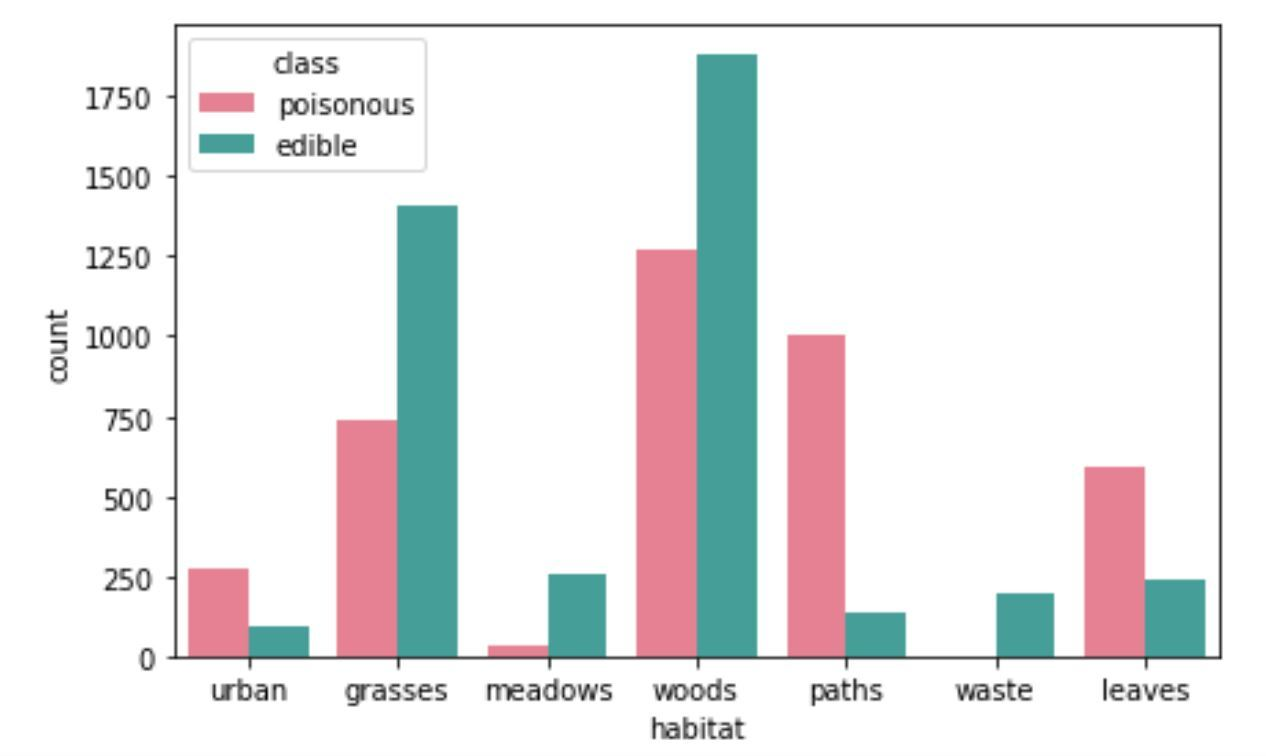 class
poisonous
edible
1750
1500
1250
1000
750
500
250
0
count
urban grasses meadows woods paths waste leaves
habitat